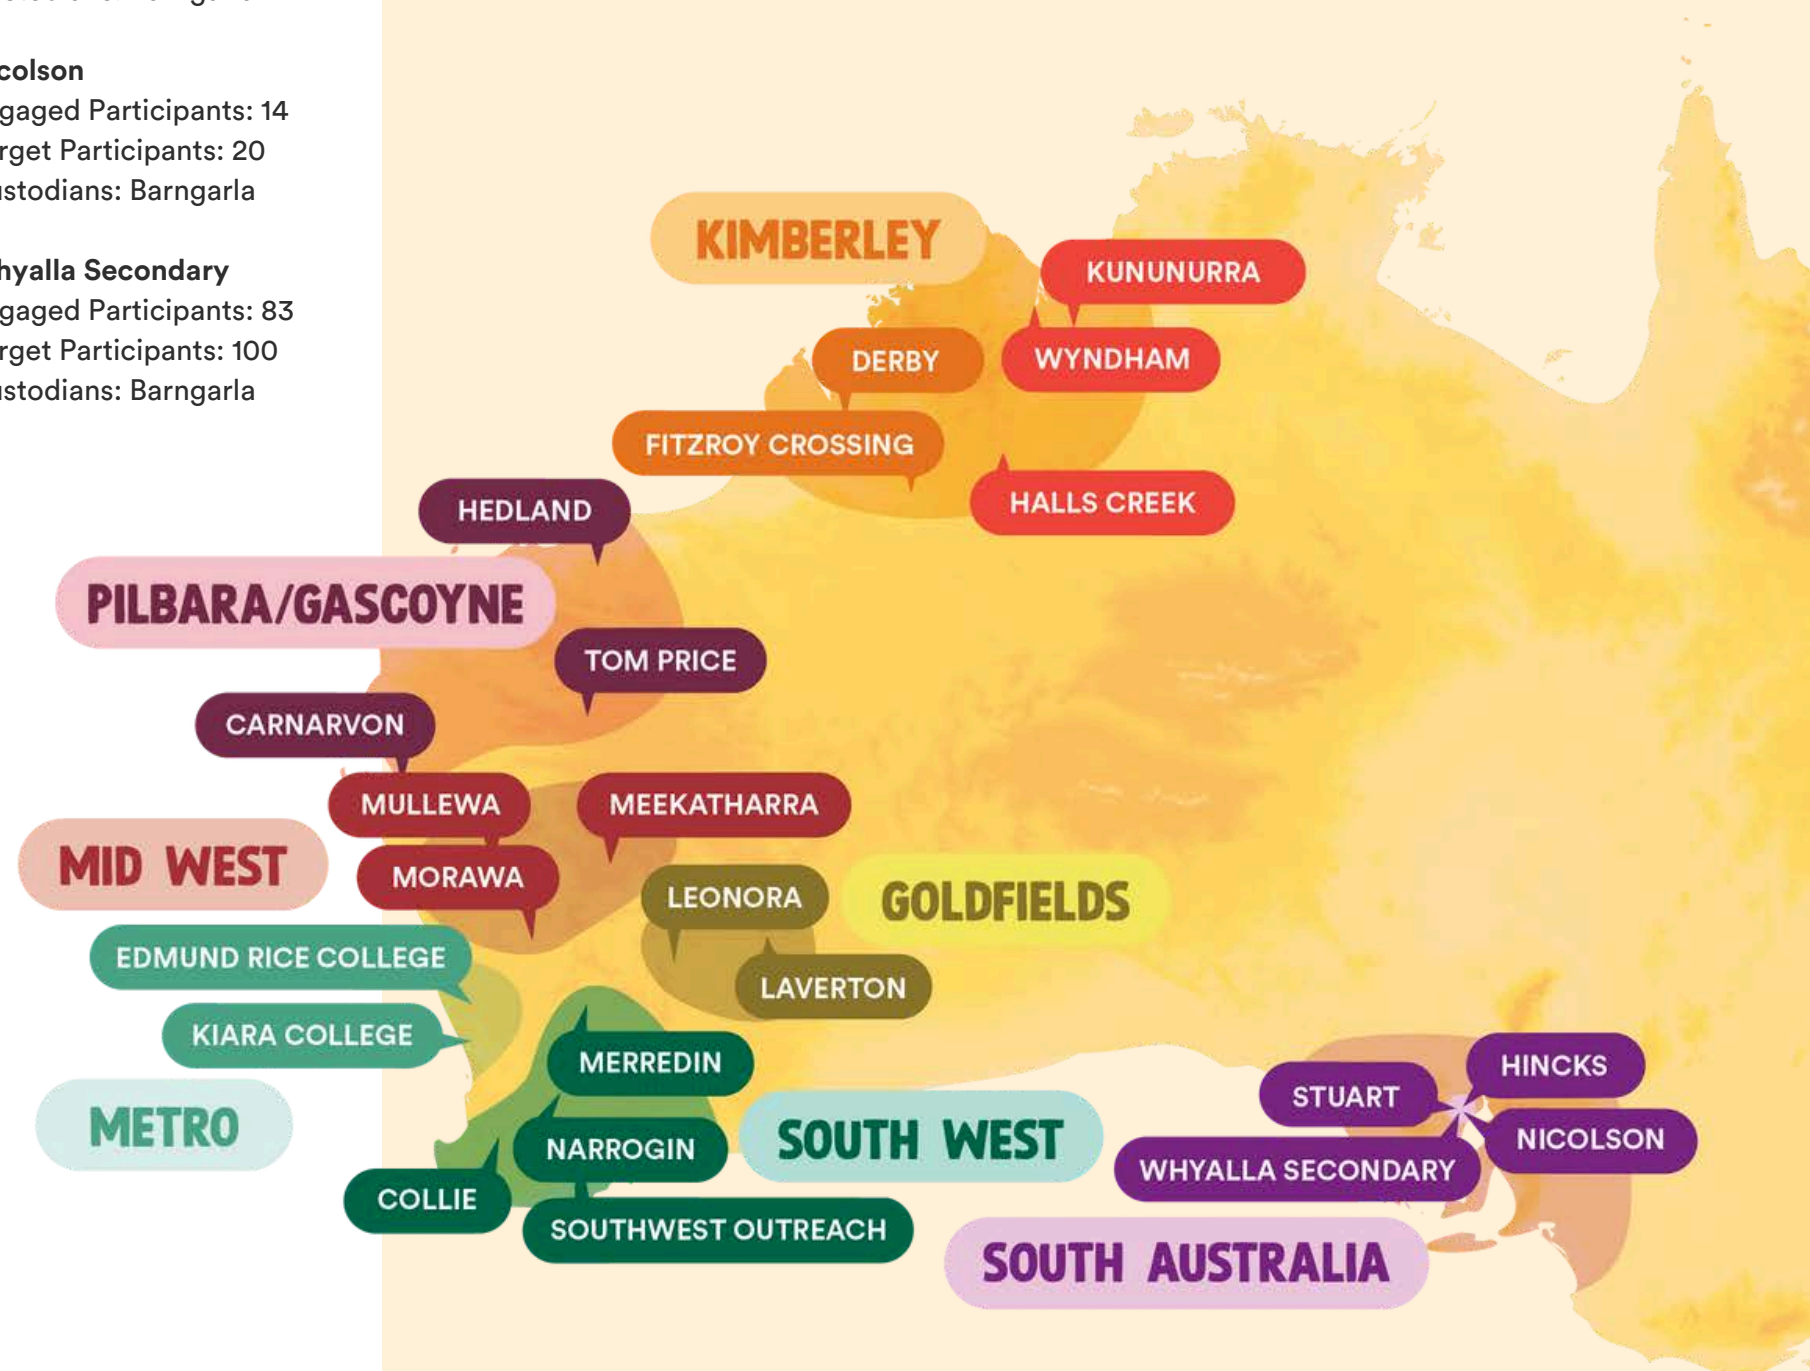 colson
gaged Participants: 14
rget Participants: 20
stodians: Barngarla
hyalla Secondary
gaged Participants: 83
rget Participants: 100
stodians: Barngarla
KIMBERLEY
KUNUNURRA
DERBY
WYNDHAM
FITZROY CROSSING
HALLS CREEK
HEDLAND
PILBARA/GASCOYNE
TOM PRICE
CARNARVON
MULLEWA
MEEKATHARRA
MID WEST
MORAWA
LEONORA
GOLDFIELDS
EDMUND RICE COLLEGE
LAVERTON
KIARA COLLEGE
MERREDIN
METRO
NARROGIN
SOUTH WEST
COLLIE
SOUTHWEST OUTREACH
HINCKS
STUART
NICOLSON
WHYALLA SECONDARY
SOUTH AUSTRALIA